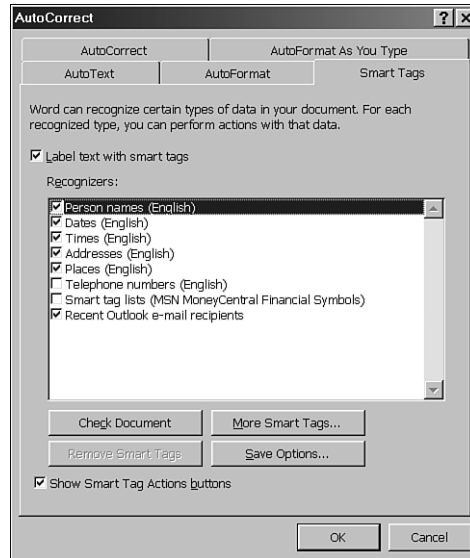 AutoCorrect
AutoCorrect
AutoFormat As You Type
AutoText
AutoFormat
Smart Tags
Word can recognize certain types of data in your document. For each
recognized type, you can perform actions with that data.
Label text with smart tags
Recognizers:
Person names (English)
Dates (English)
Times (English)
Addresses (English)
Places (English)
Telephone numbers (English)
Smart tag lists (MSN MoneyCentral Financial Symbols)
Recent Outlook e-mail recipients
Check Document
More Smart Tags...
Remove Smart Tags
Save Options...
Show Smart Tag Actions buttons
OK
Cancel